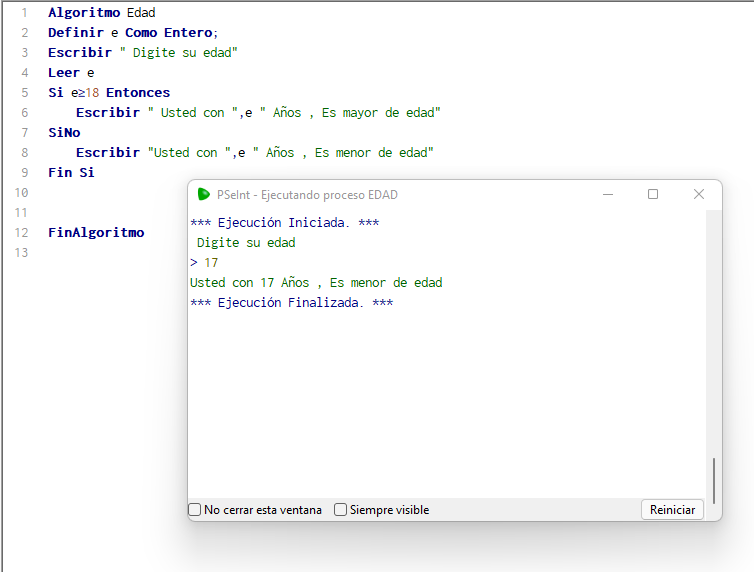 1 Algoritmo Edad
2 Definir e Como Entero;
3 Escribir " Digite su edad"
4 Leer e
5 Si e≥18 Entonces
6 Escribir " Usted con ",e " Años , Es mayor de edad"
7 SiNo
8 Escribir "Usted con ",e " Años , Es menor de edad"
9 Fin Si
10
11
12 FinAlgoritmo
13
PSeInt - Ejecutando proceso EDAD
*** Ejecución Iniciada. ***
Digite su edad
> 17
Usted con 17 Años , Es menor de edad
*** Ejecución Finalizada. ***
No cerrar esta ventana Siempre visible Reiniciar